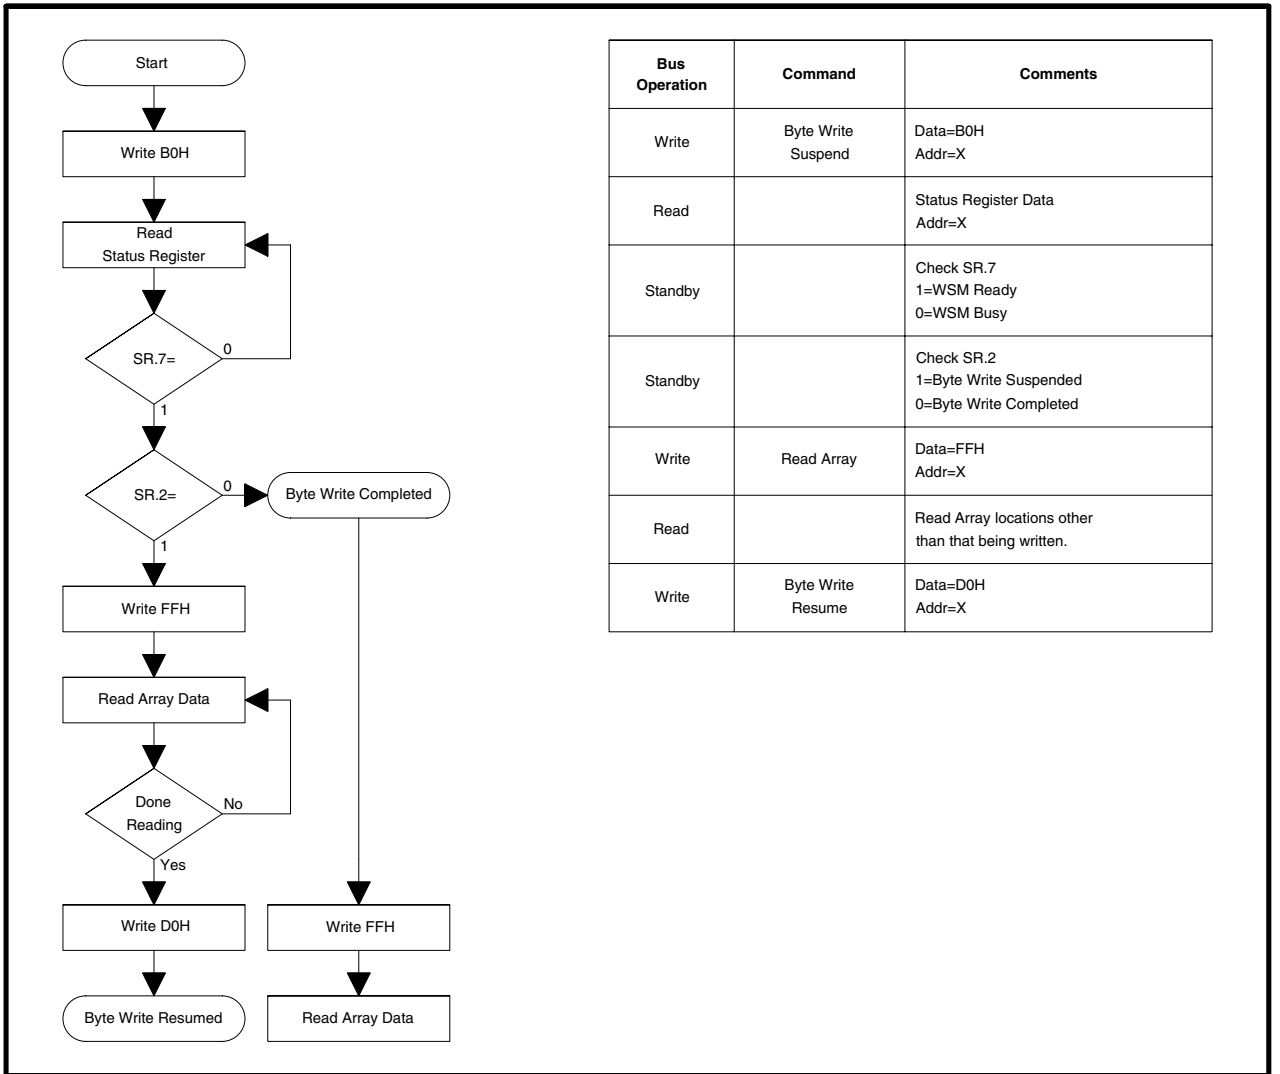 Start
Write B0H
Read
Status Register
SR.7=
0
1
SR.2=
0
Byte Write Completed
1
Write FFH
Read Array Data
Done
Reading
No
Yes
Write D0H
Write FFH
Byte Write Resumed
Read Array Data
Bus
Operation
Command
Comments
Write
Byte Write
Suspend
Data=B0H
Addr=X
Read
Status Register Data
Addr=X
Standby
Check SR.7
1=WSM Ready
0=WSM Busy
Standby
Check SR.2
1=Byte Write Suspended
0=Byte Write Completed
Write
Read Array
Data=FFH
Addr=X
Read
Read Array locations other
than that being written.
Write
Byte Write
Resume
Data=D0H
Addr=X